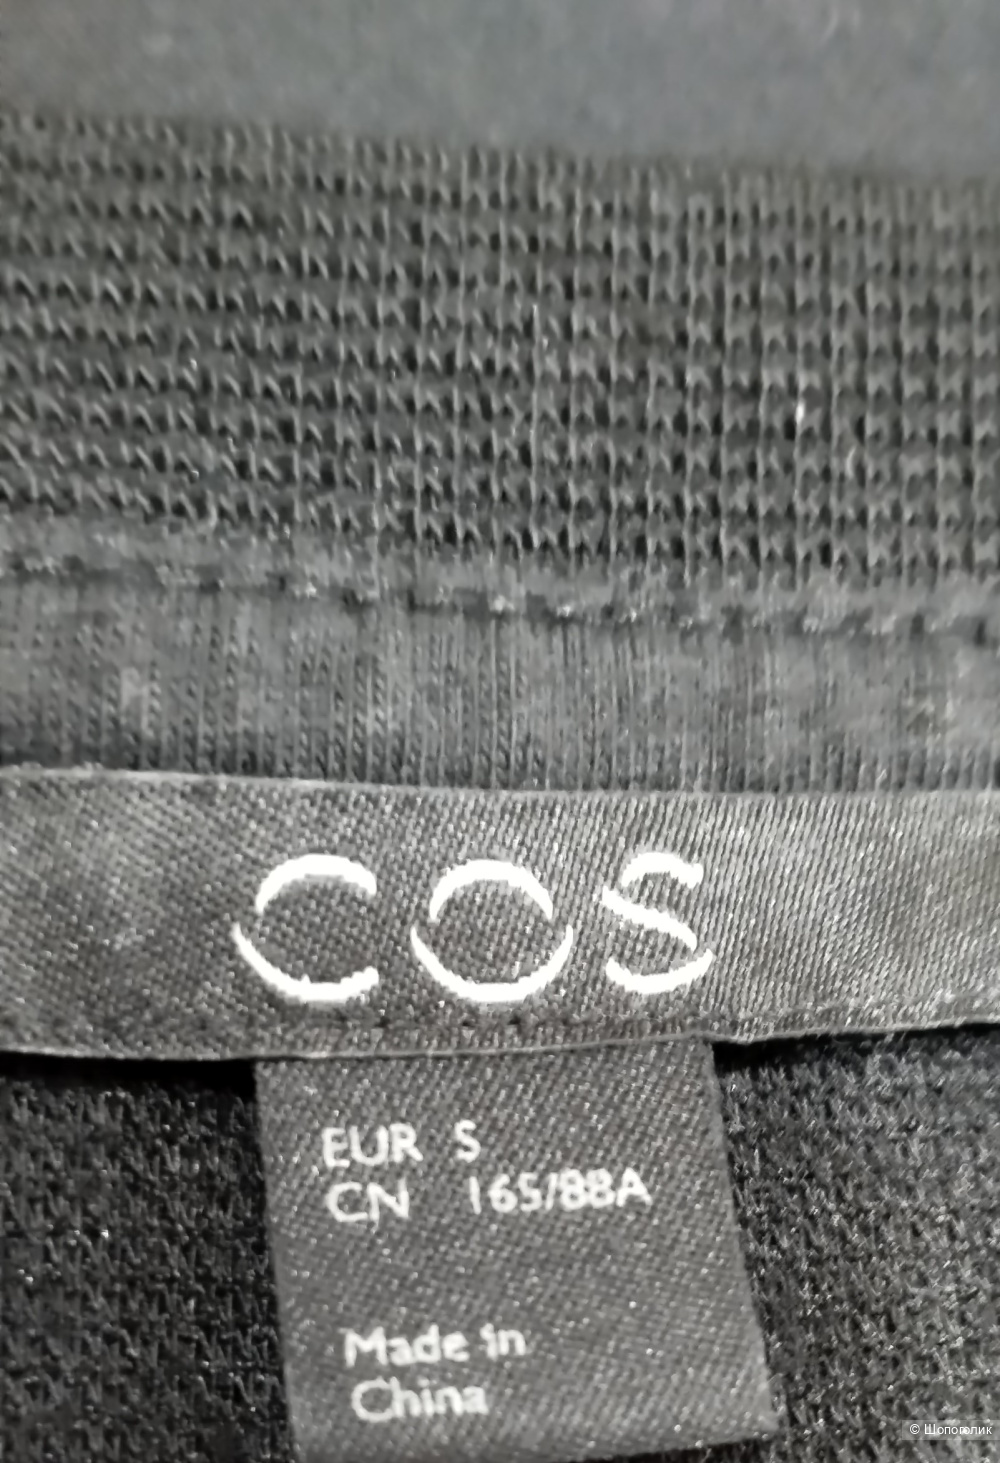 COS
EUR S
CN 165/88A
Made in
China
© Шопоголик